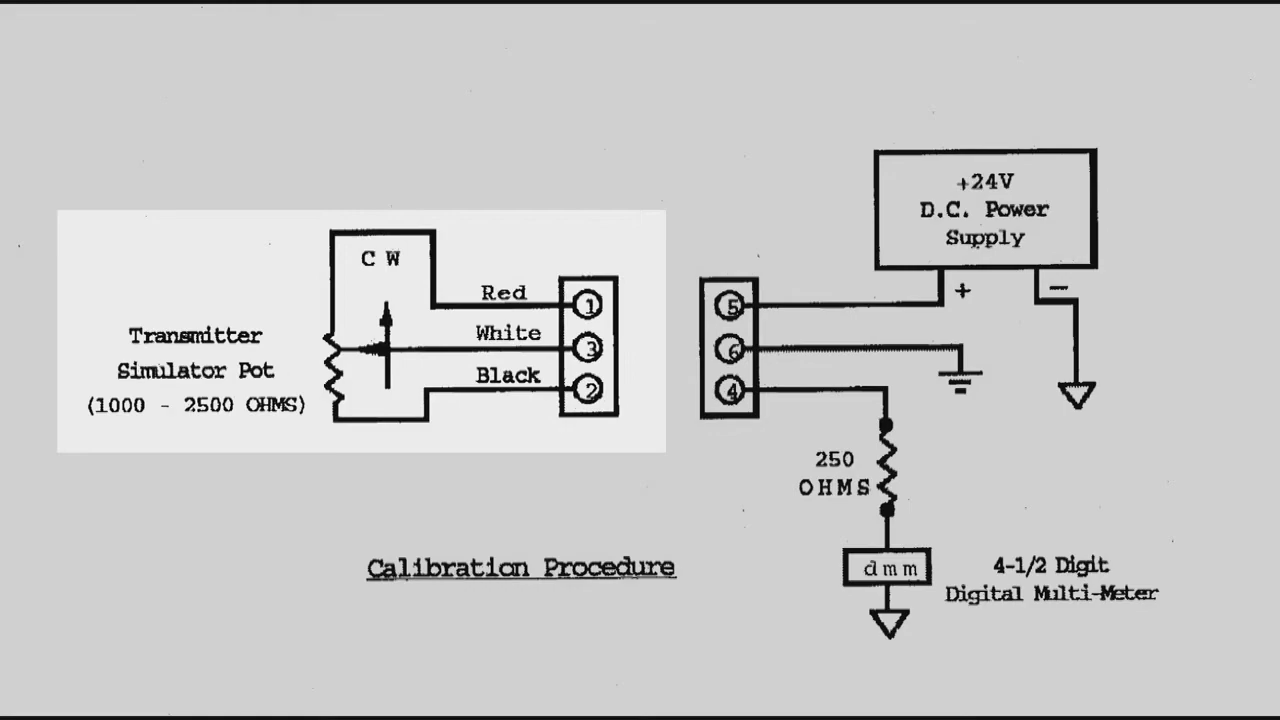 +24V
D.C. Power
Supply
+ −
C W
Red
1
5
Transmitter
White
3
6
Simulator Pot
Black
2
4
(1000 - 2500 OHMS)
250
OHMS
Calibration Procedure
dmm
4-1/2 Digit
Digital Multi-Meter